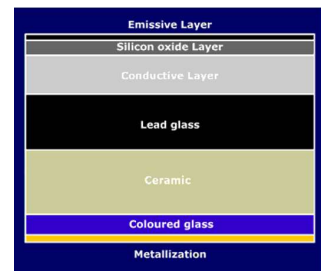 Emissive Layer
Silicon oxide Layer
Conductive Layer
Lead glass
Ceramic
Coloured glass
Metallization